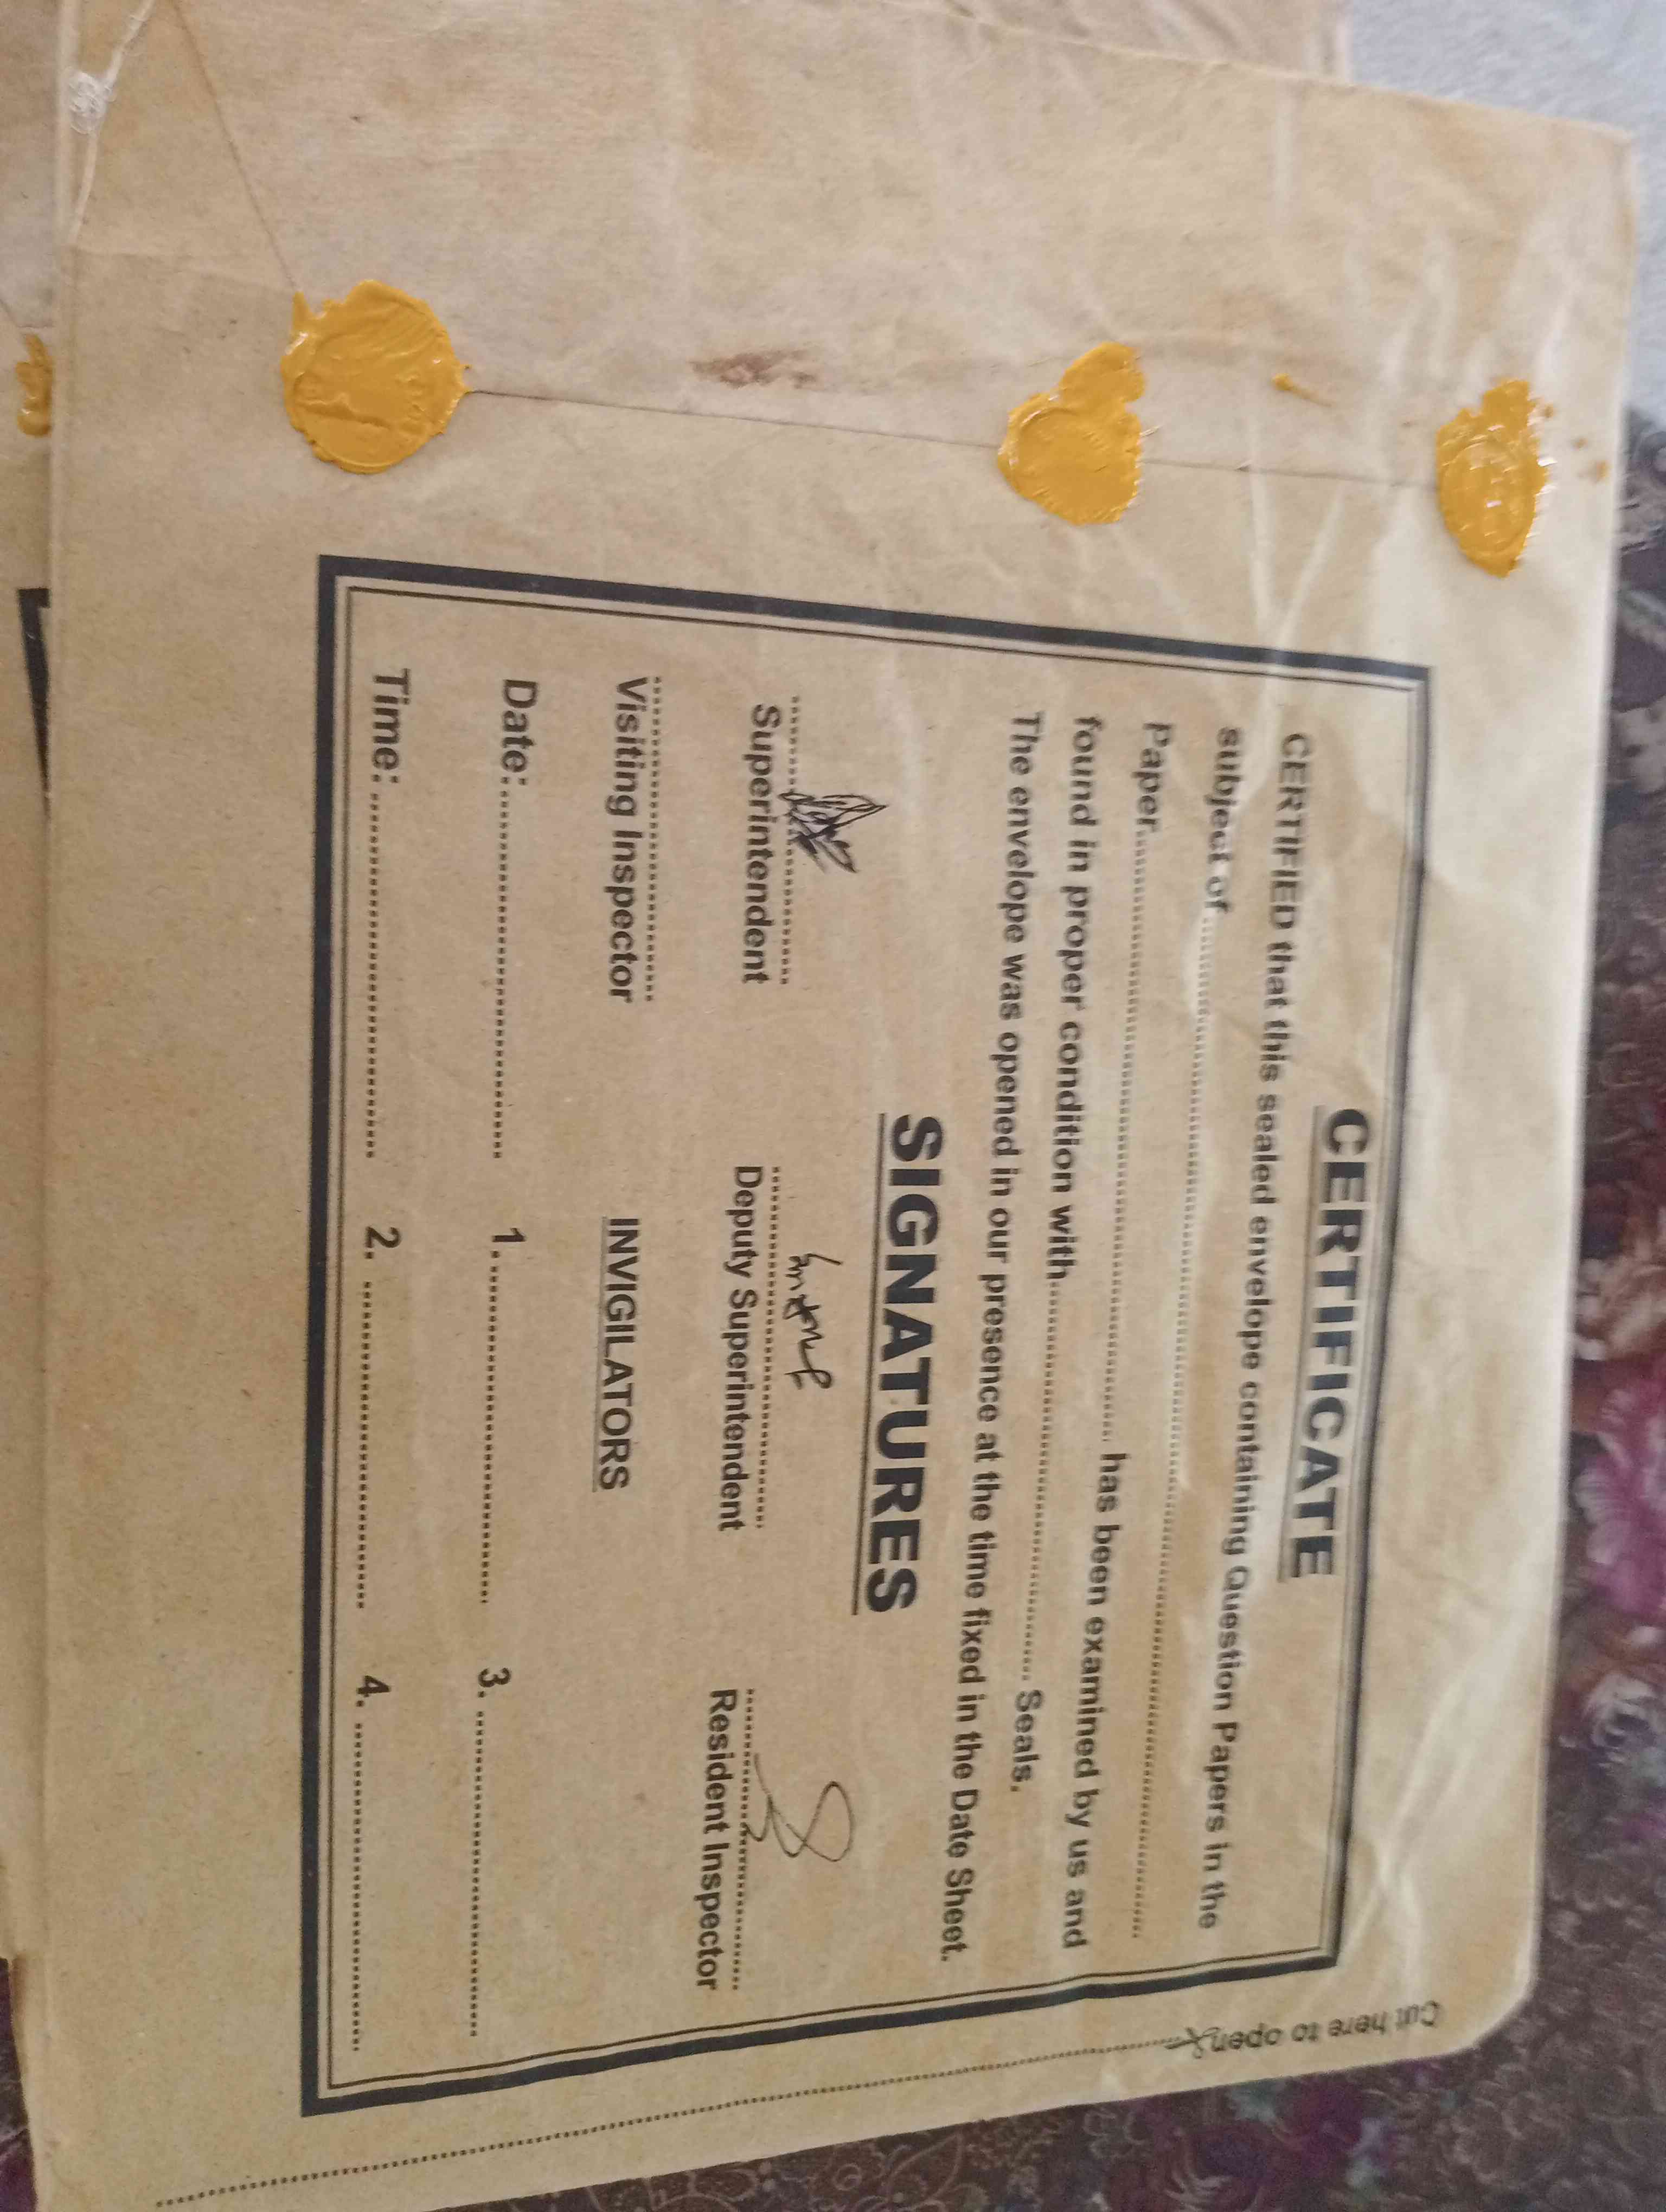 CERTIFICATE
CERTIFIED that this sealed envelope containing Question Papers in the
subject of..............................
Paper.............................. has been examined by us and
found in proper condition with.............................. Seals.
The envelope was opened in our presence at the time fixed in the Date Sheet.
SIGNATURES
Superintendent Deputy Superintendent Resident Inspector
Visiting Inspector INVIGILATORS
Date:.............................. 1. .............................. 3. ..............................
Time: .............................. 2. .............................. 4. ..............................
Cut here to open